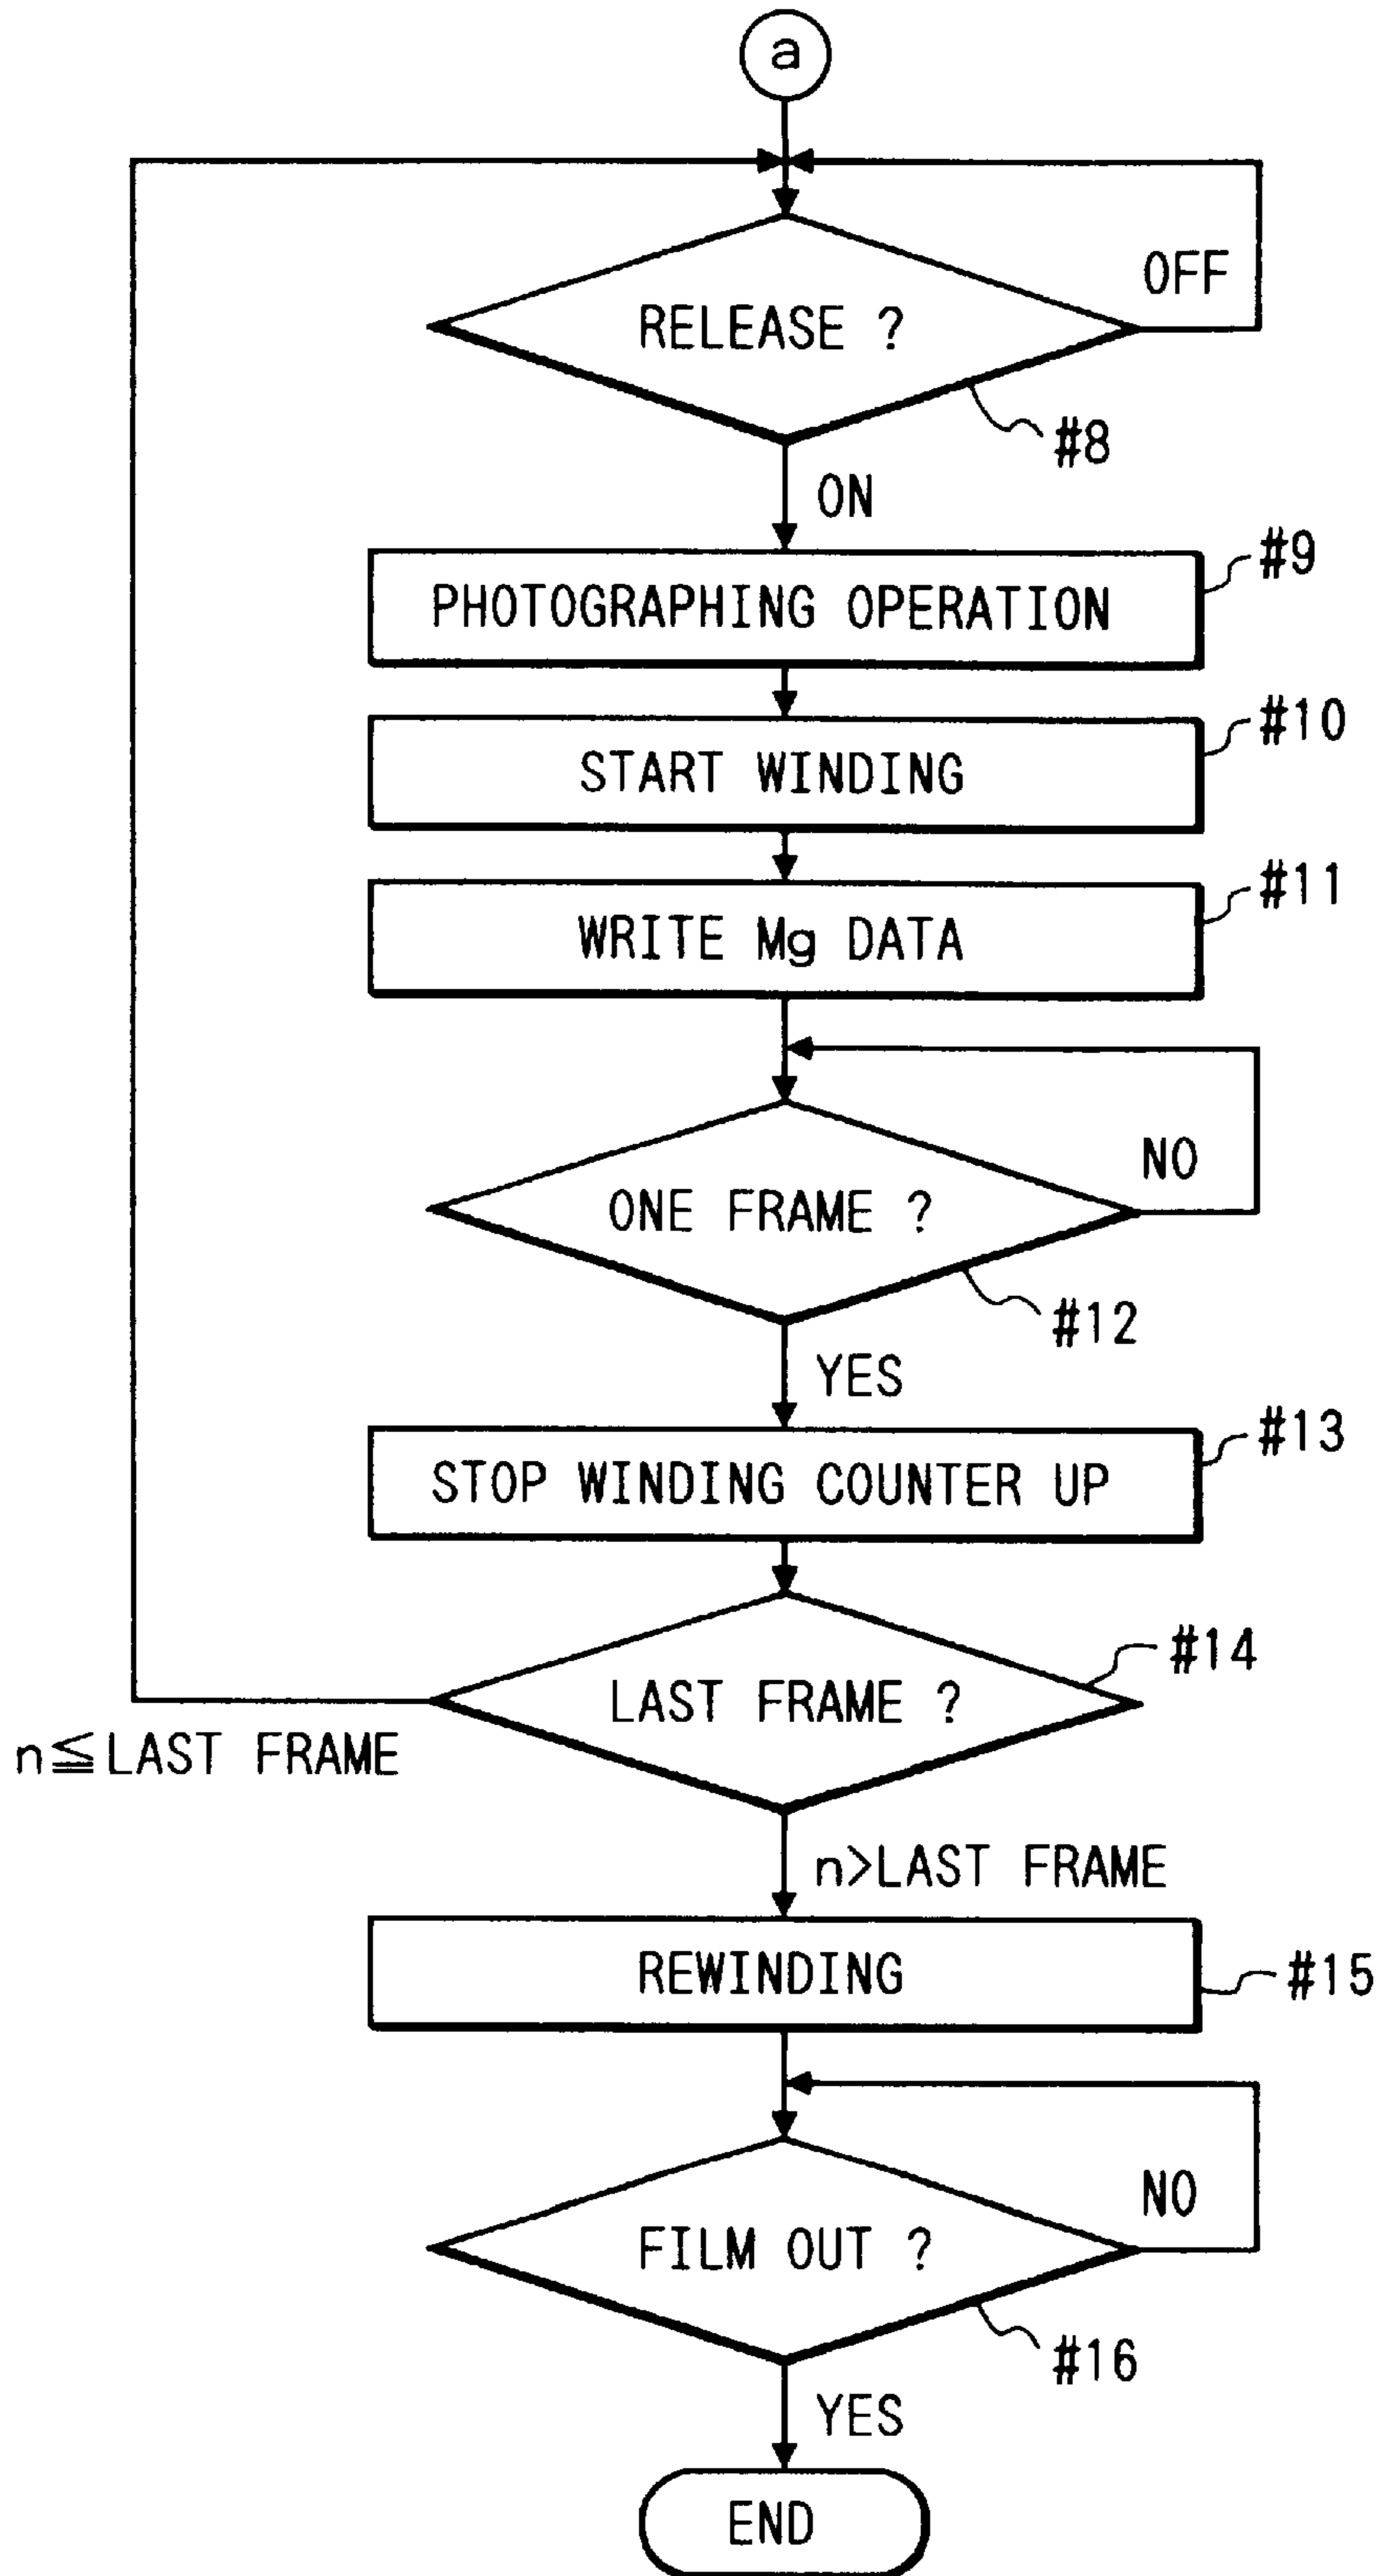 a
OFF
RELEASE ?
#8
ON
#9
PHOTOGRAPHING OPERATION
#10
START WINDING
#11
WRITE Mg DATA
NO
ONE FRAME ?
#12
YES
#13
STOP WINDING COUNTER UP
#14
LAST FRAME ?
n≦LAST FRAME
n>LAST FRAME
REWINDING
#15
NO
FILM OUT ?
#16
YES
END